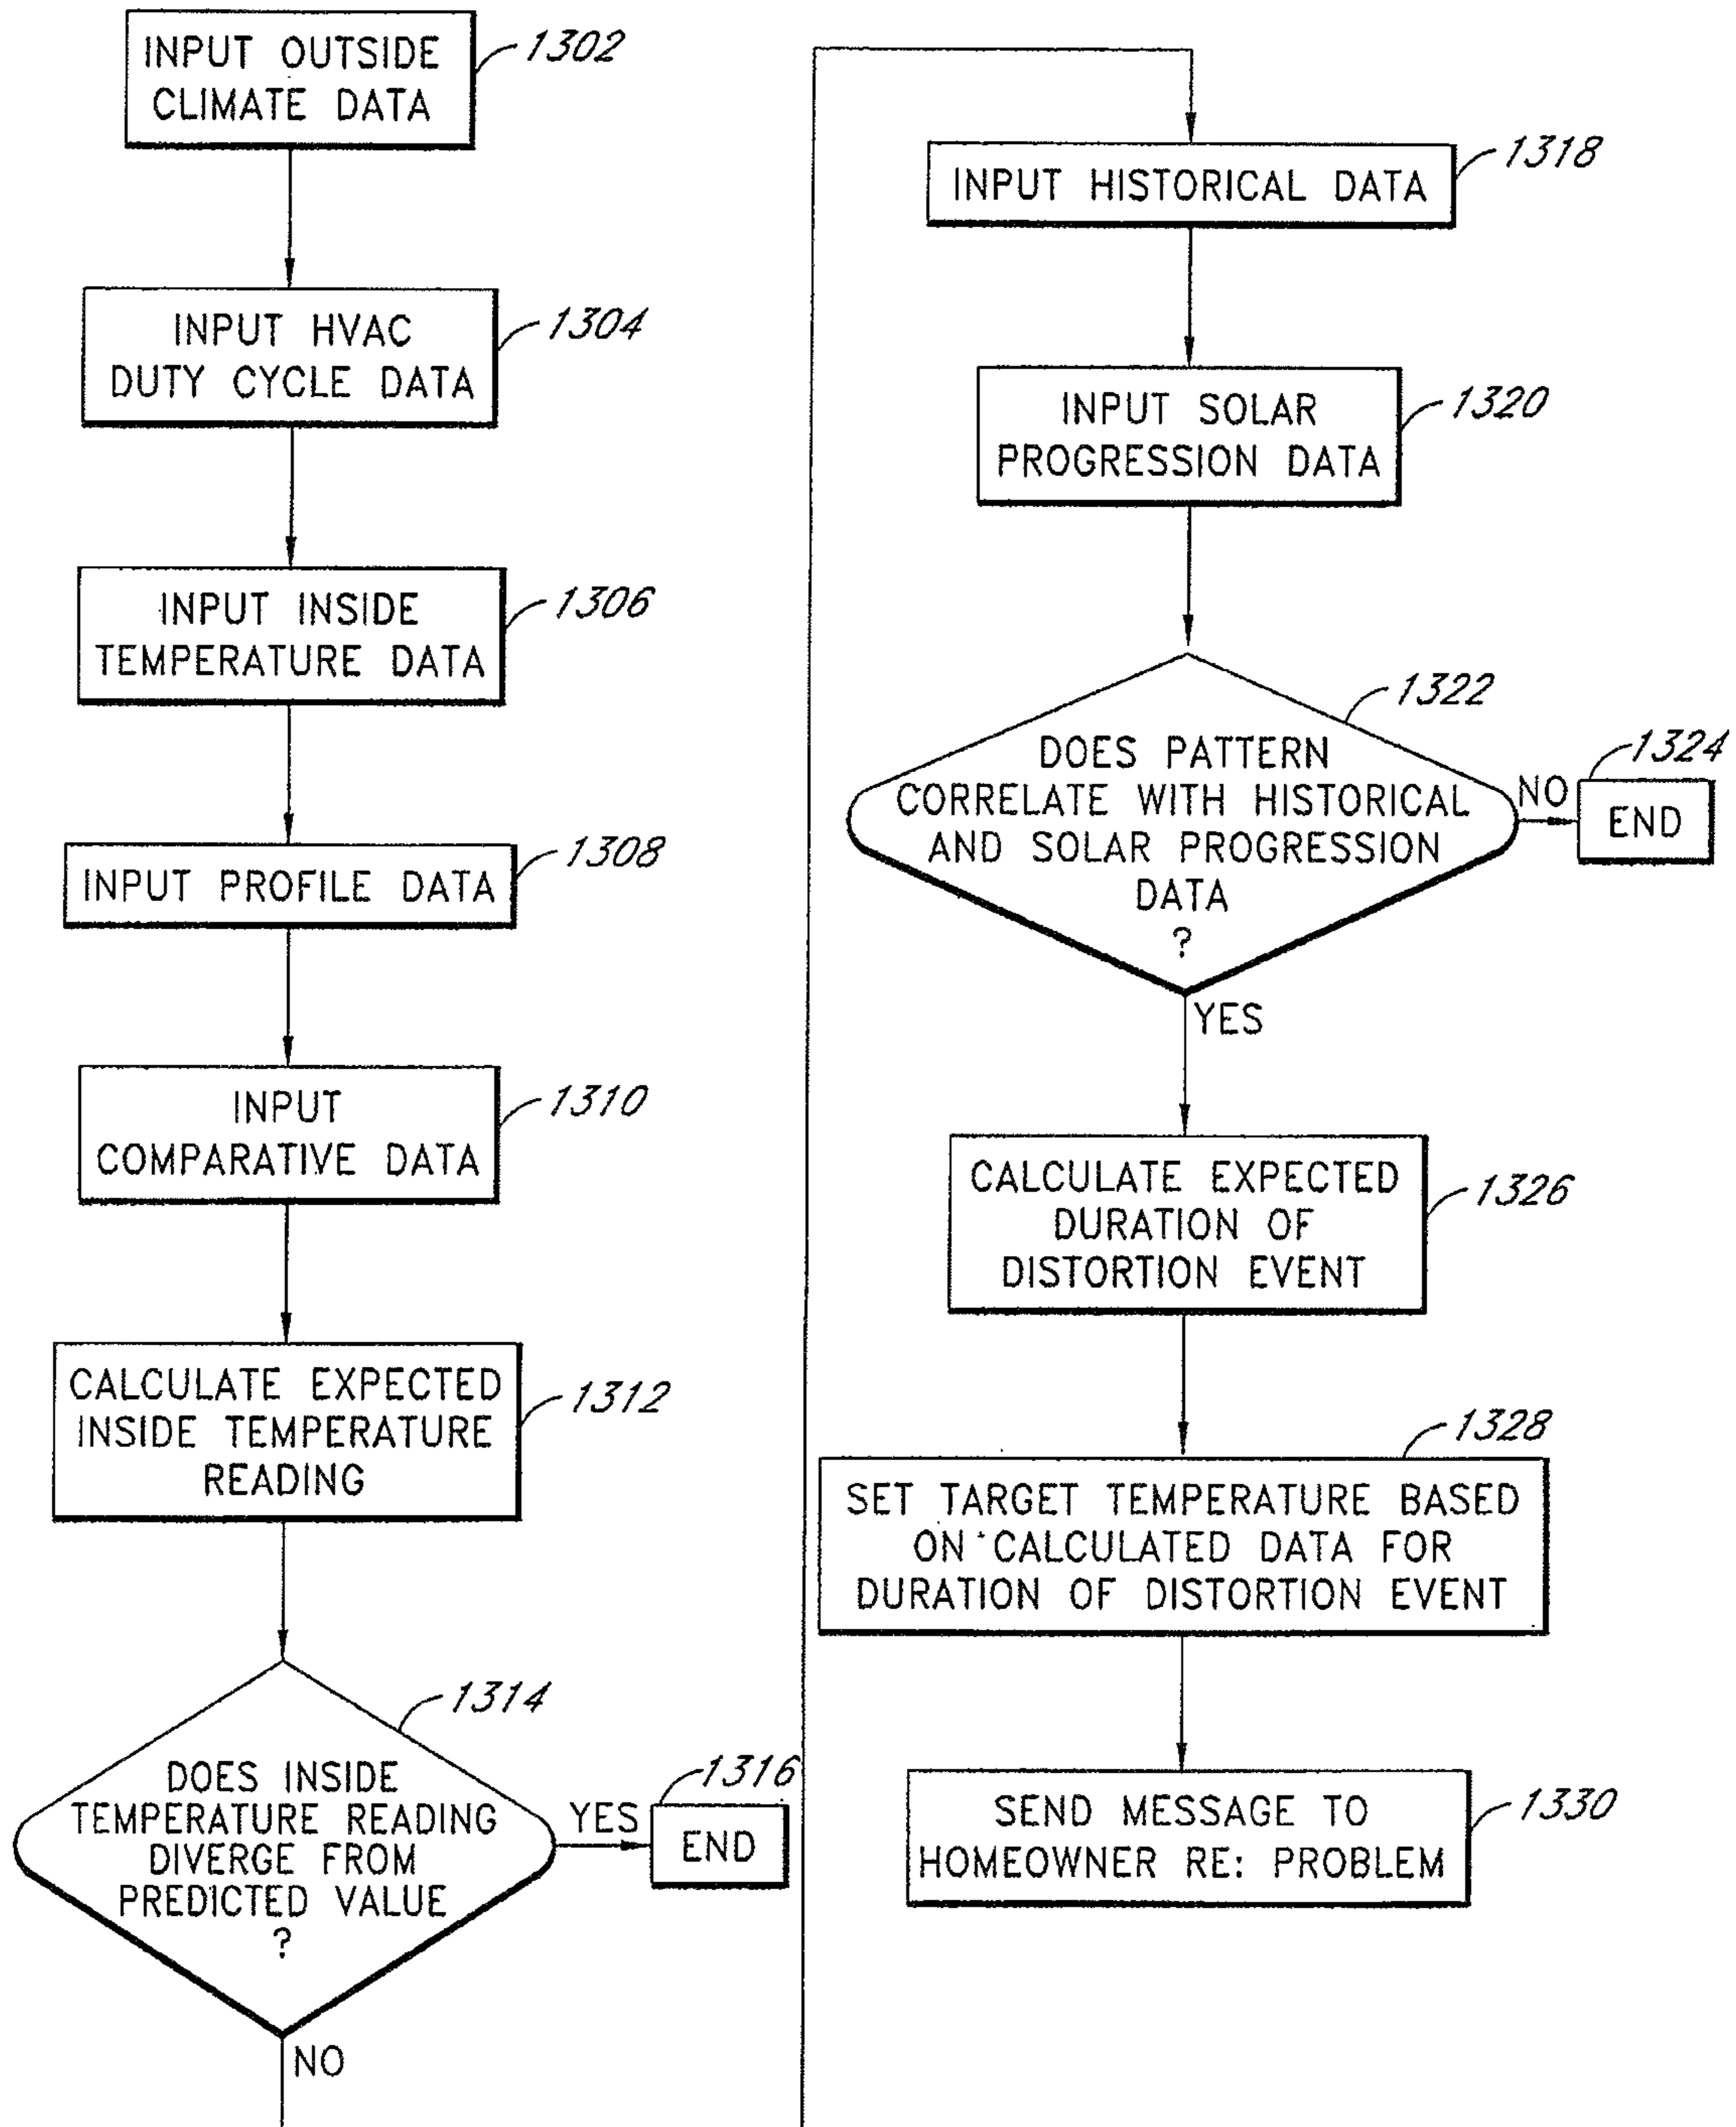 INPUT OUTSIDE
CLIMATE DATA
1302
INPUT HVAC
DUTY CYCLE DATA
1304
INPUT INSIDE
TEMPERATURE DATA
1306
INPUT PROFILE DATA
1308
INPUT
COMPARATIVE DATA
1310
CALCULATE EXPECTED
INSIDE TEMPERATURE
READING
1312
1314
DOES INSIDE
TEMPERATURE READING
DIVERGE FROM
PREDICTED VALUE
?
YES
1316
END
NO
INPUT HISTORICAL DATA
1318
INPUT SOLAR
PROGRESSION DATA
1320
1322
DOES PATTERN
CORRELATE WITH HISTORICAL
AND SOLAR PROGRESSION
DATA
?
NO
1324
END
YES
CALCULATE EXPECTED
DURATION OF
DISTORTION EVENT
1326
1328
SET TARGET TEMPERATURE BASED
ON CALCULATED DATA FOR
DURATION OF DISTORTION EVENT
SEND MESSAGE TO
HOMEOWNER RE: PROBLEM
1330